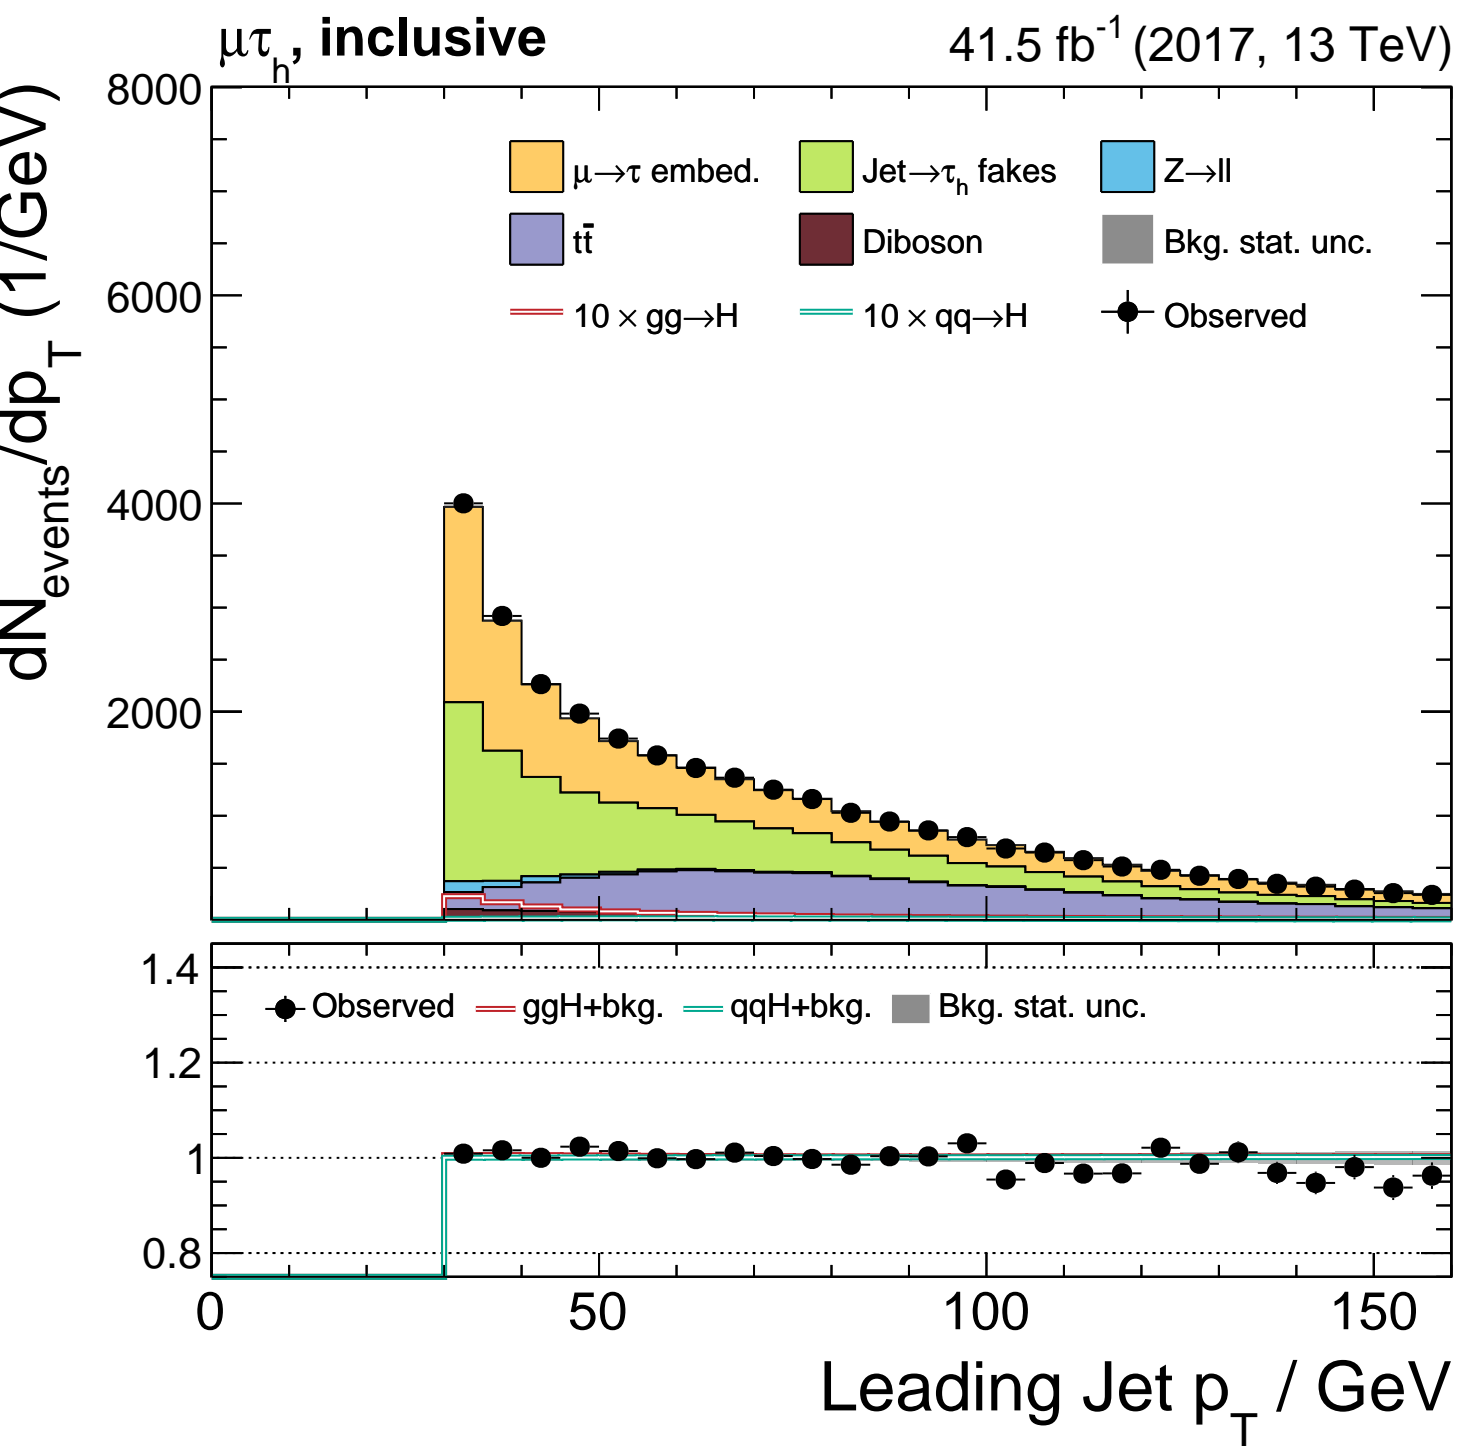 μτh, inclusive
41.5 fb-1 (2017, 13 TeV)
dNevents/dpT (1/GeV)
8000
6000
4000
2000
μ→τ embed.
Jet→τh fakes
Z→ll
tt̄
Diboson
Bkg. stat. unc.
10 × gg→H
10 × qq→H
Observed
1.4
1.2
1
0.8
Observed
ggH+bkg.
qqH+bkg.
Bkg. stat. unc.
0
50
100
150
Leading Jet pT / GeV